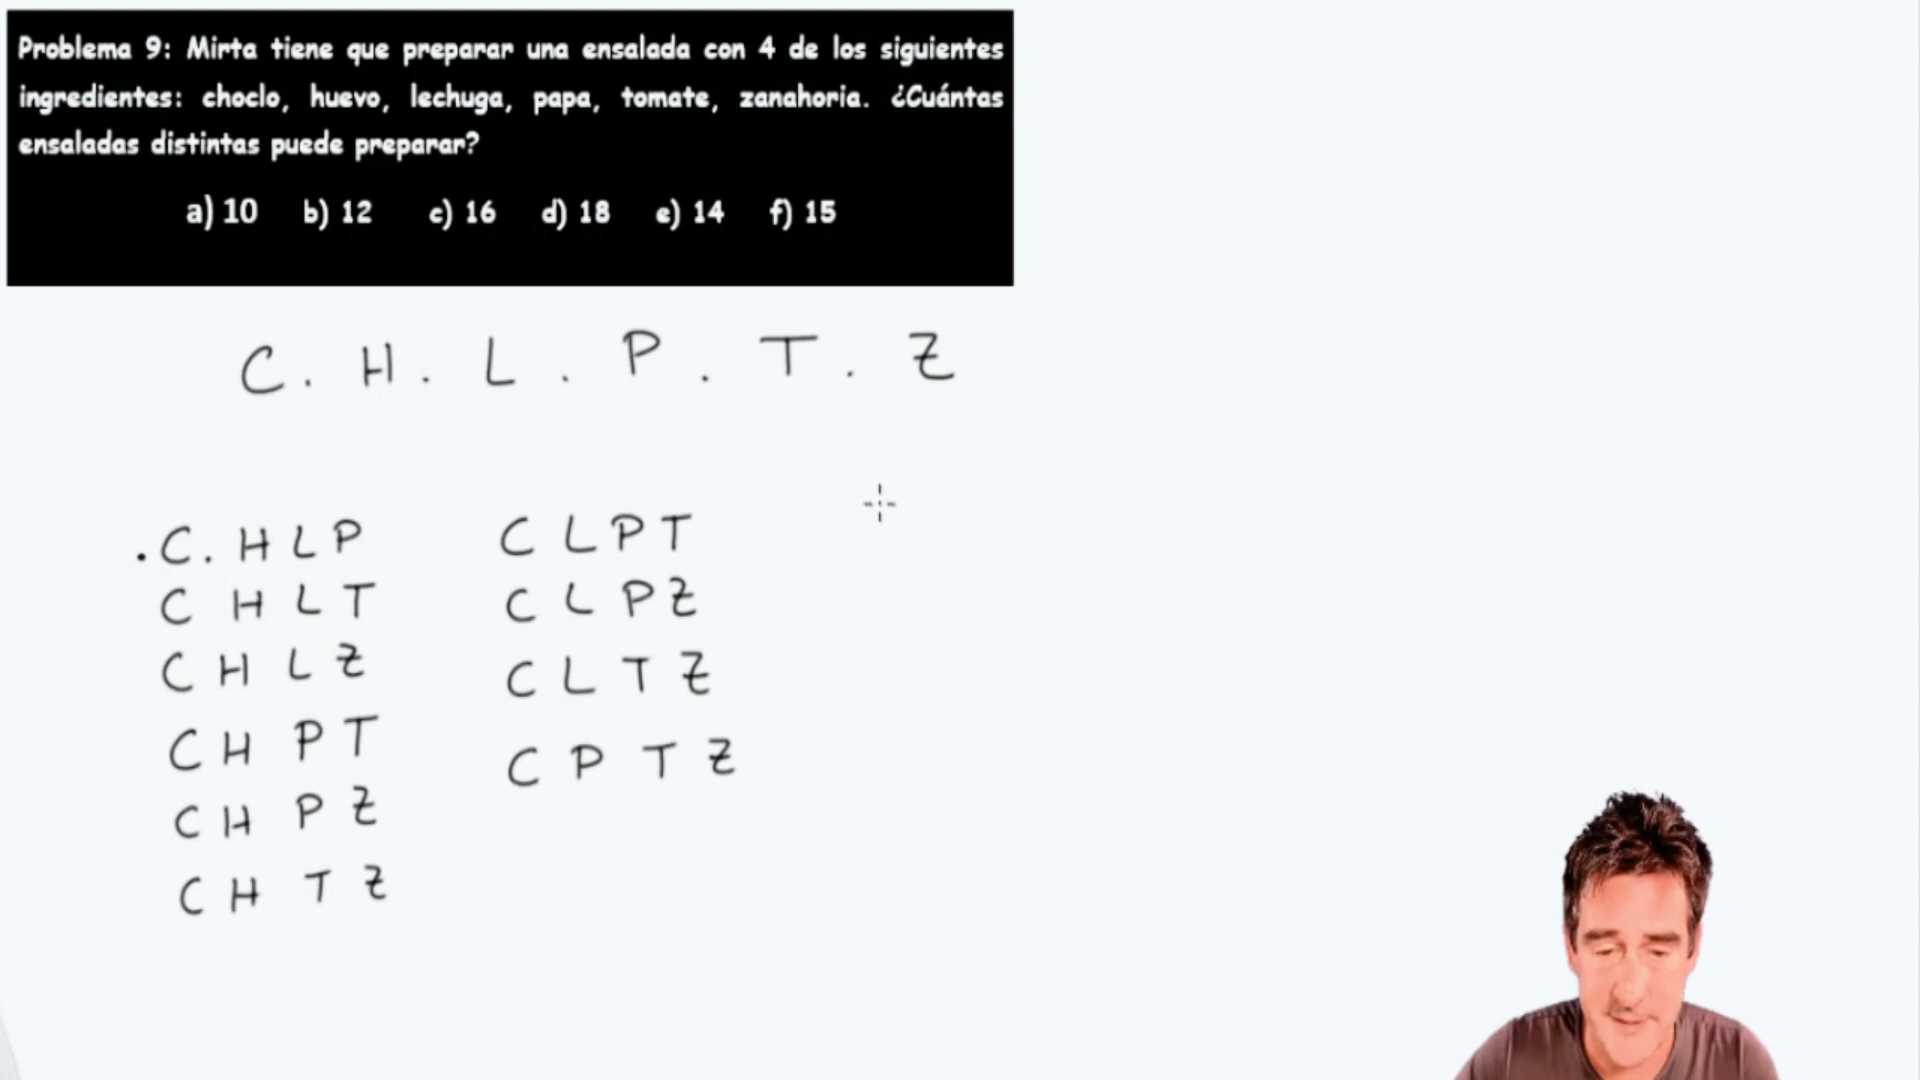 Problema 9: Mirta tiene que preparar una ensalada con 4 de los siguientes
ingredientes: choclo, huevo, lechuga, papa, tomate, zanahoria. ¿Cuántas
ensaladas distintas puede preparar?
a) 10 b) 12 c) 16 d) 18 e) 14 f) 15
C. H. L. P. T. Z
.C. H L P
C H L T
C H L Z
C H P T
C H P Z
C H T Z
C L P T
C L P Z
C L T Z
C P T Z